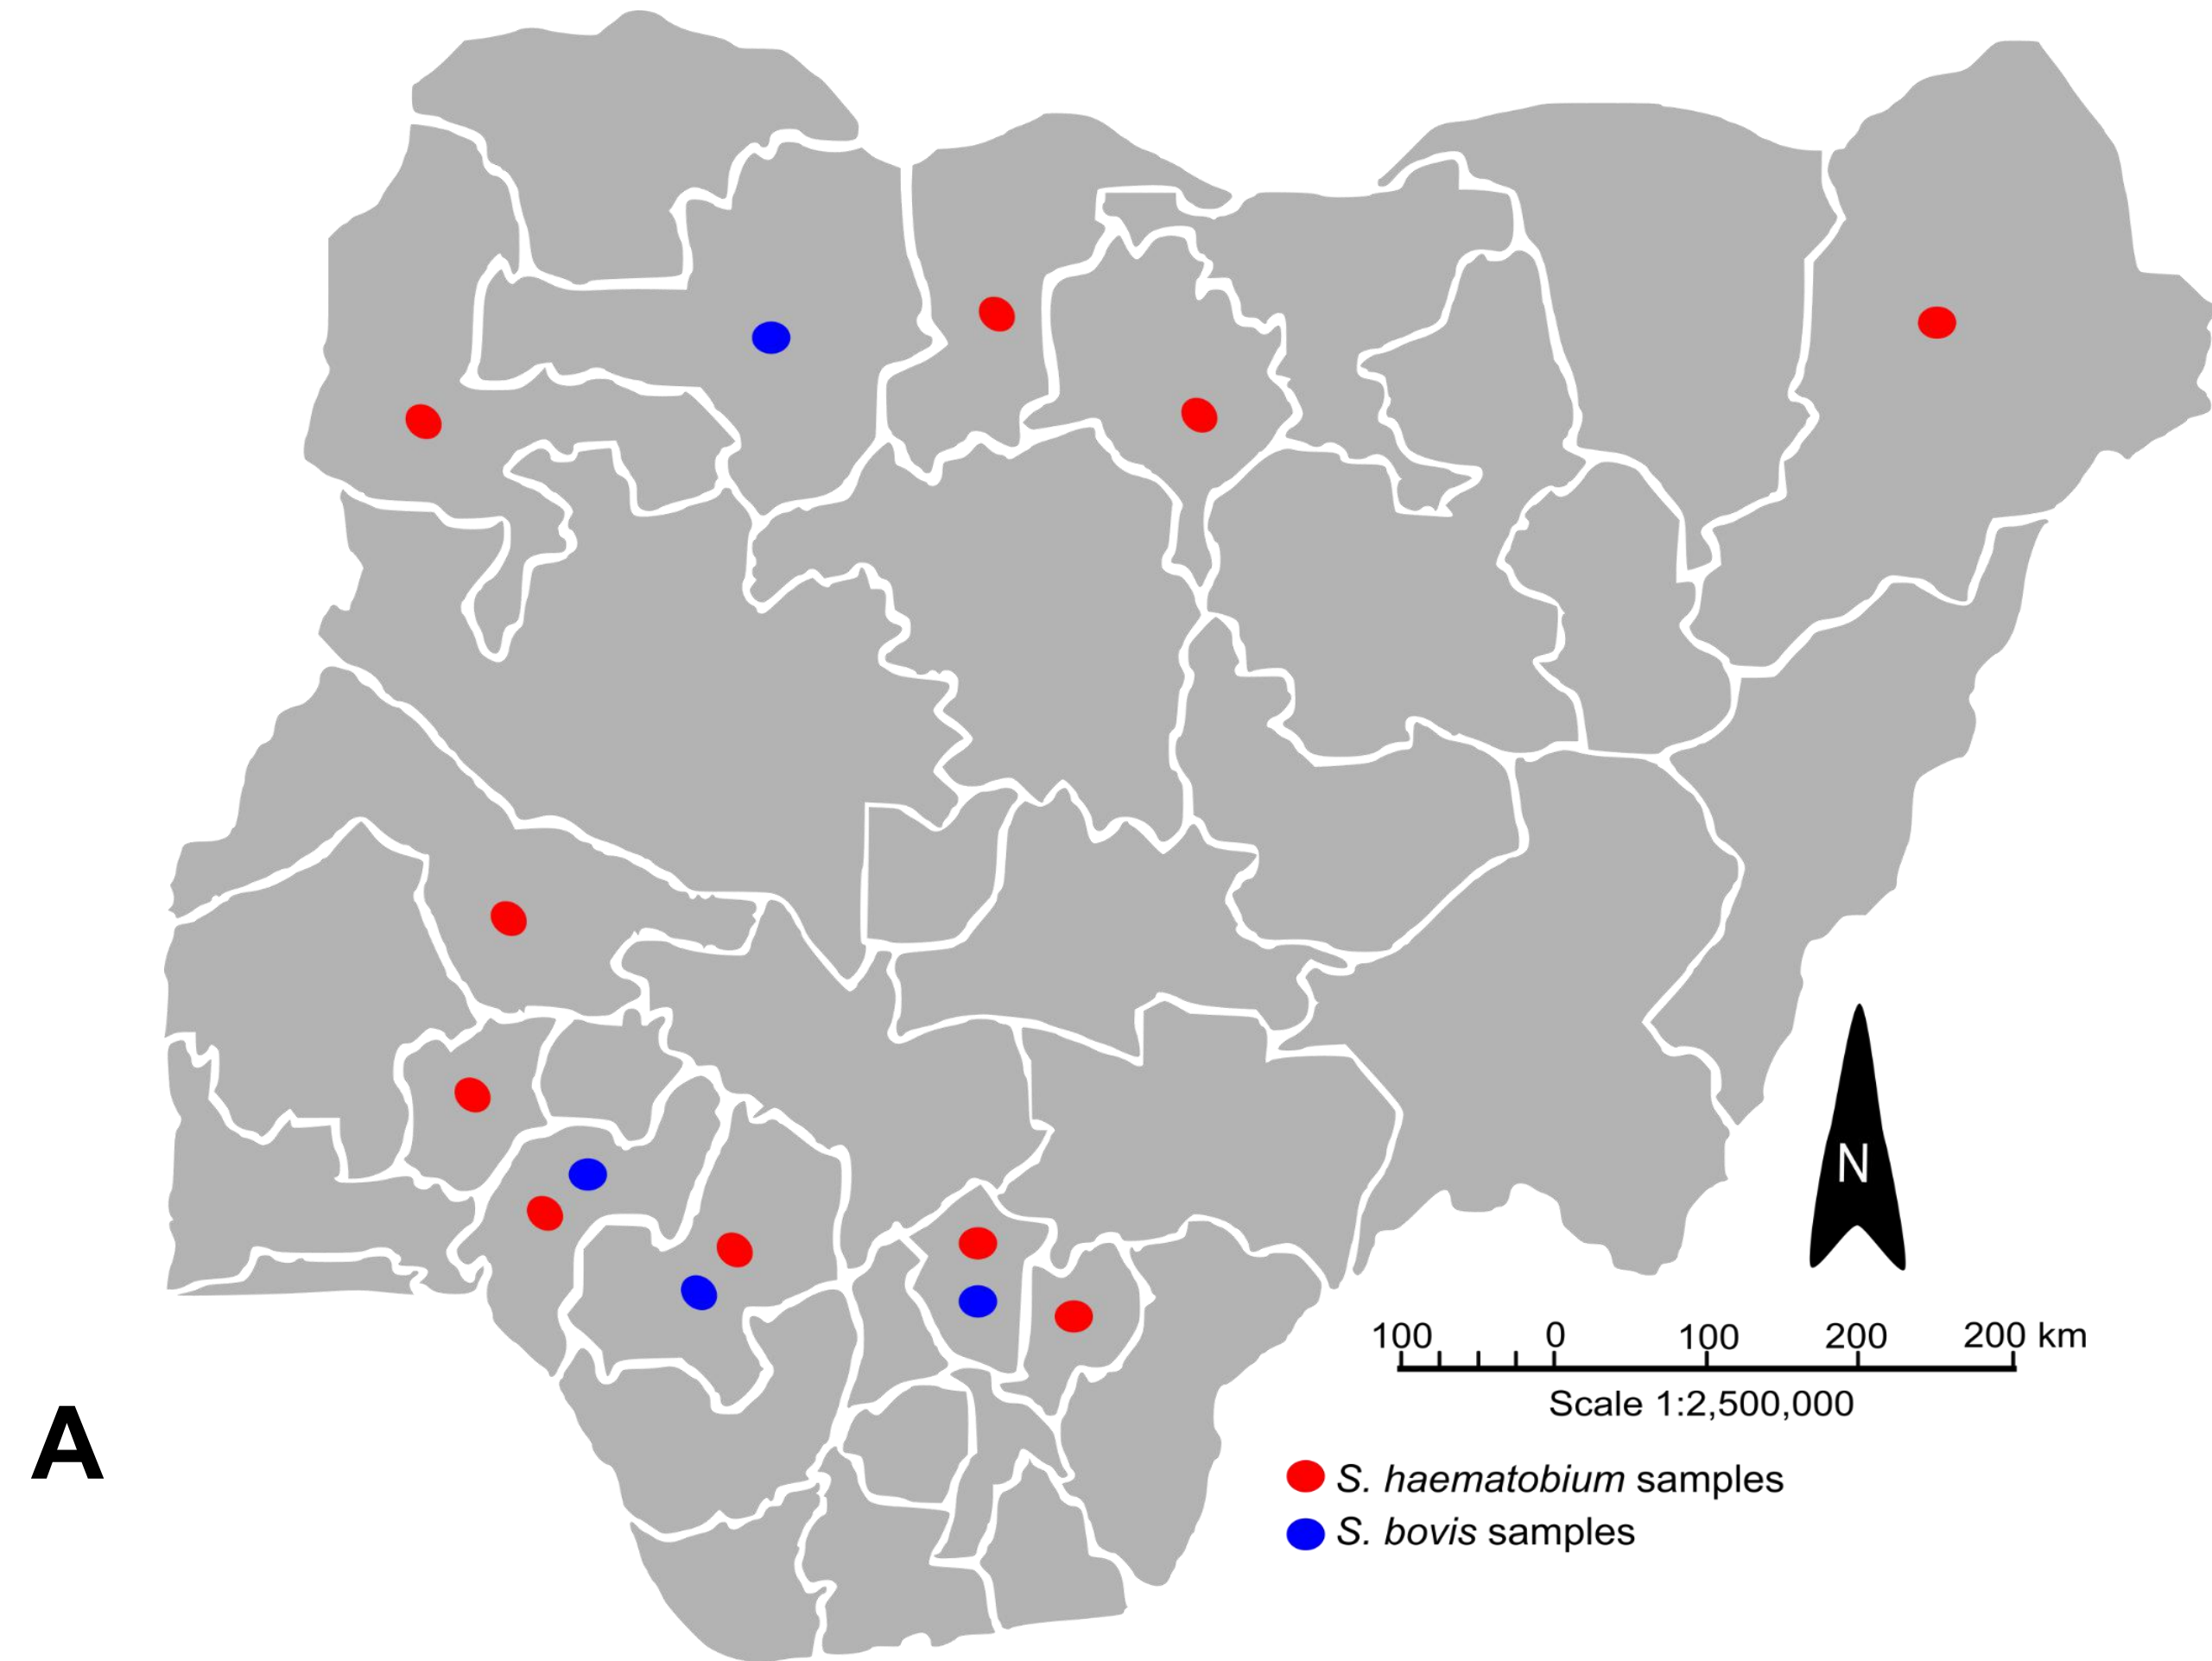 N
100 0 100 200 200 km
Scale 1:2,500,000
A
S. haematobium samples
S. bovis samples